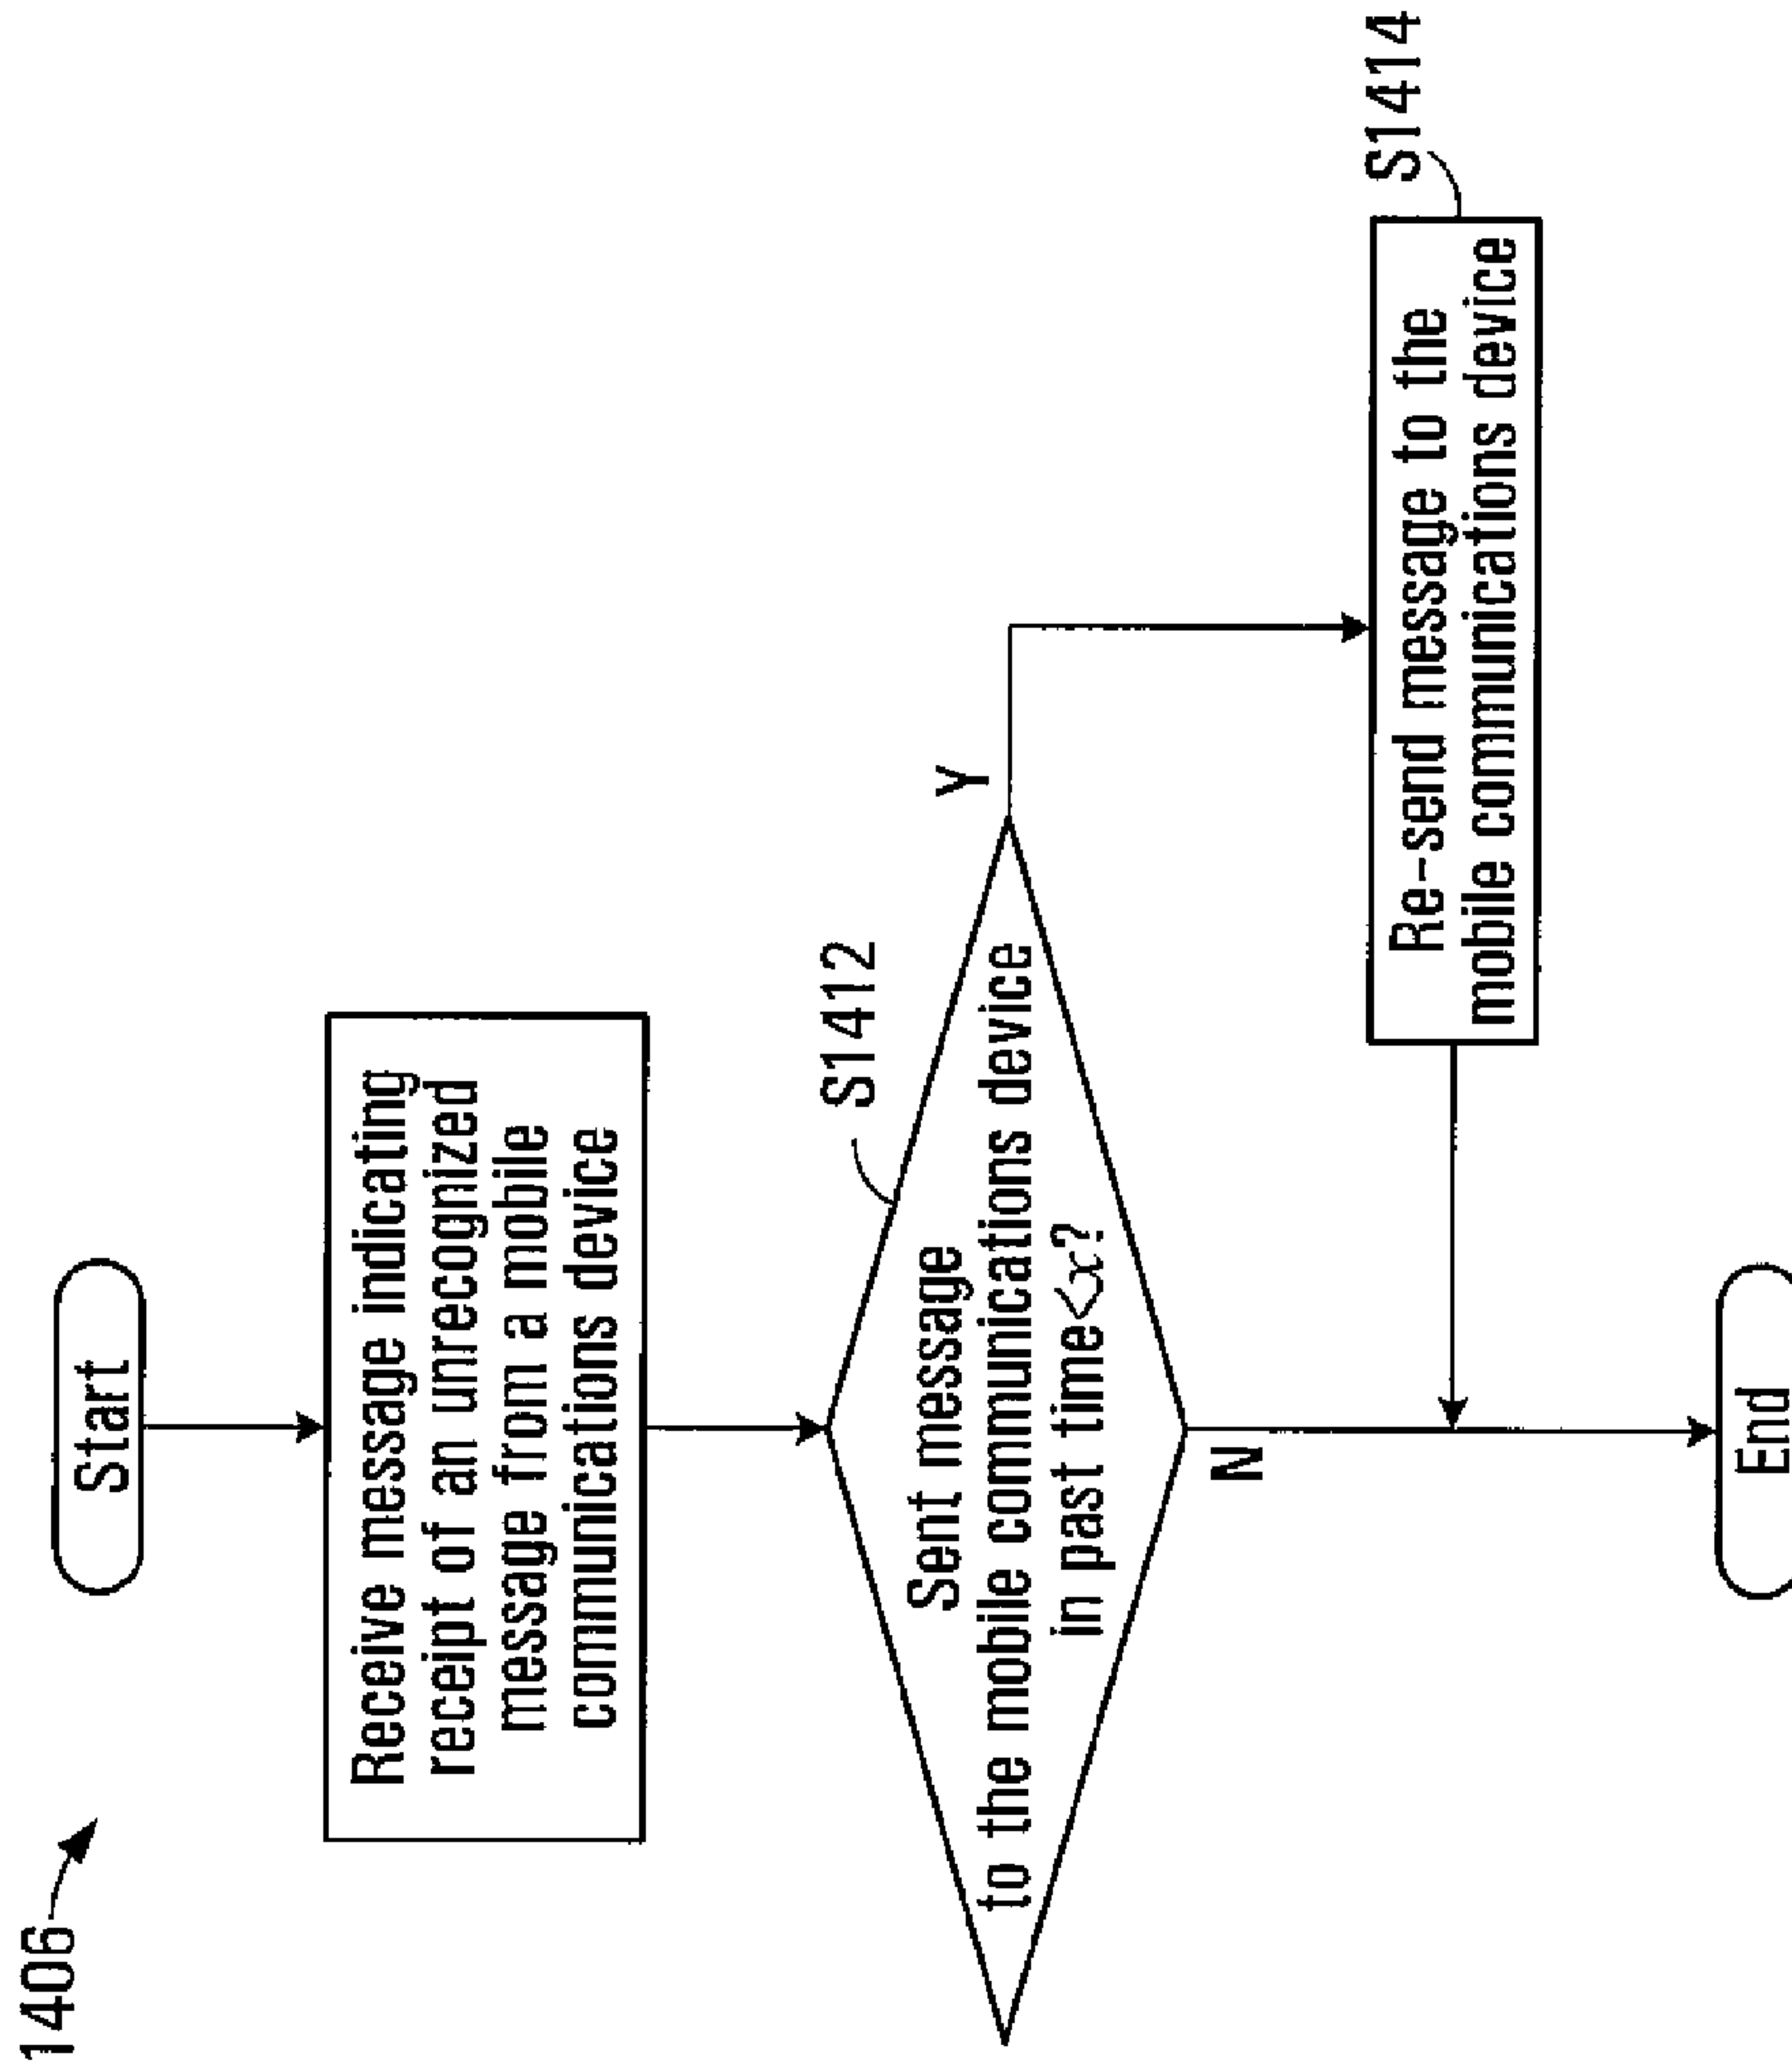 1406
Start
Receive message indicating
receipt of an unrecognized
message from a mobile
communications device
S1412
Sent message
to the mobile communications device
in past time<x?
Y
N
S1414
Re-send message to the
mobile communications device
End